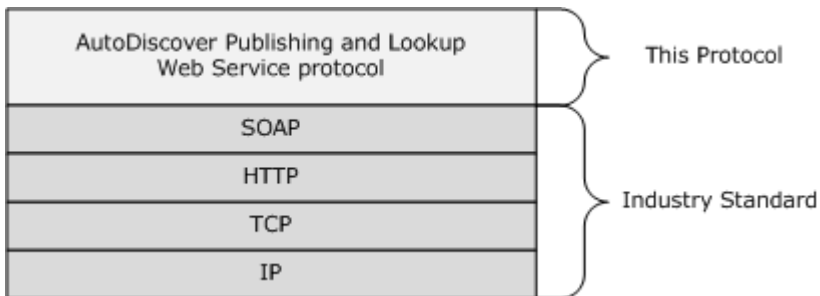 AutoDiscover Publishing and Lookup
Web Service protocol
This Protocol
SOAP
HTTP
TCP
IP
Industry Standard